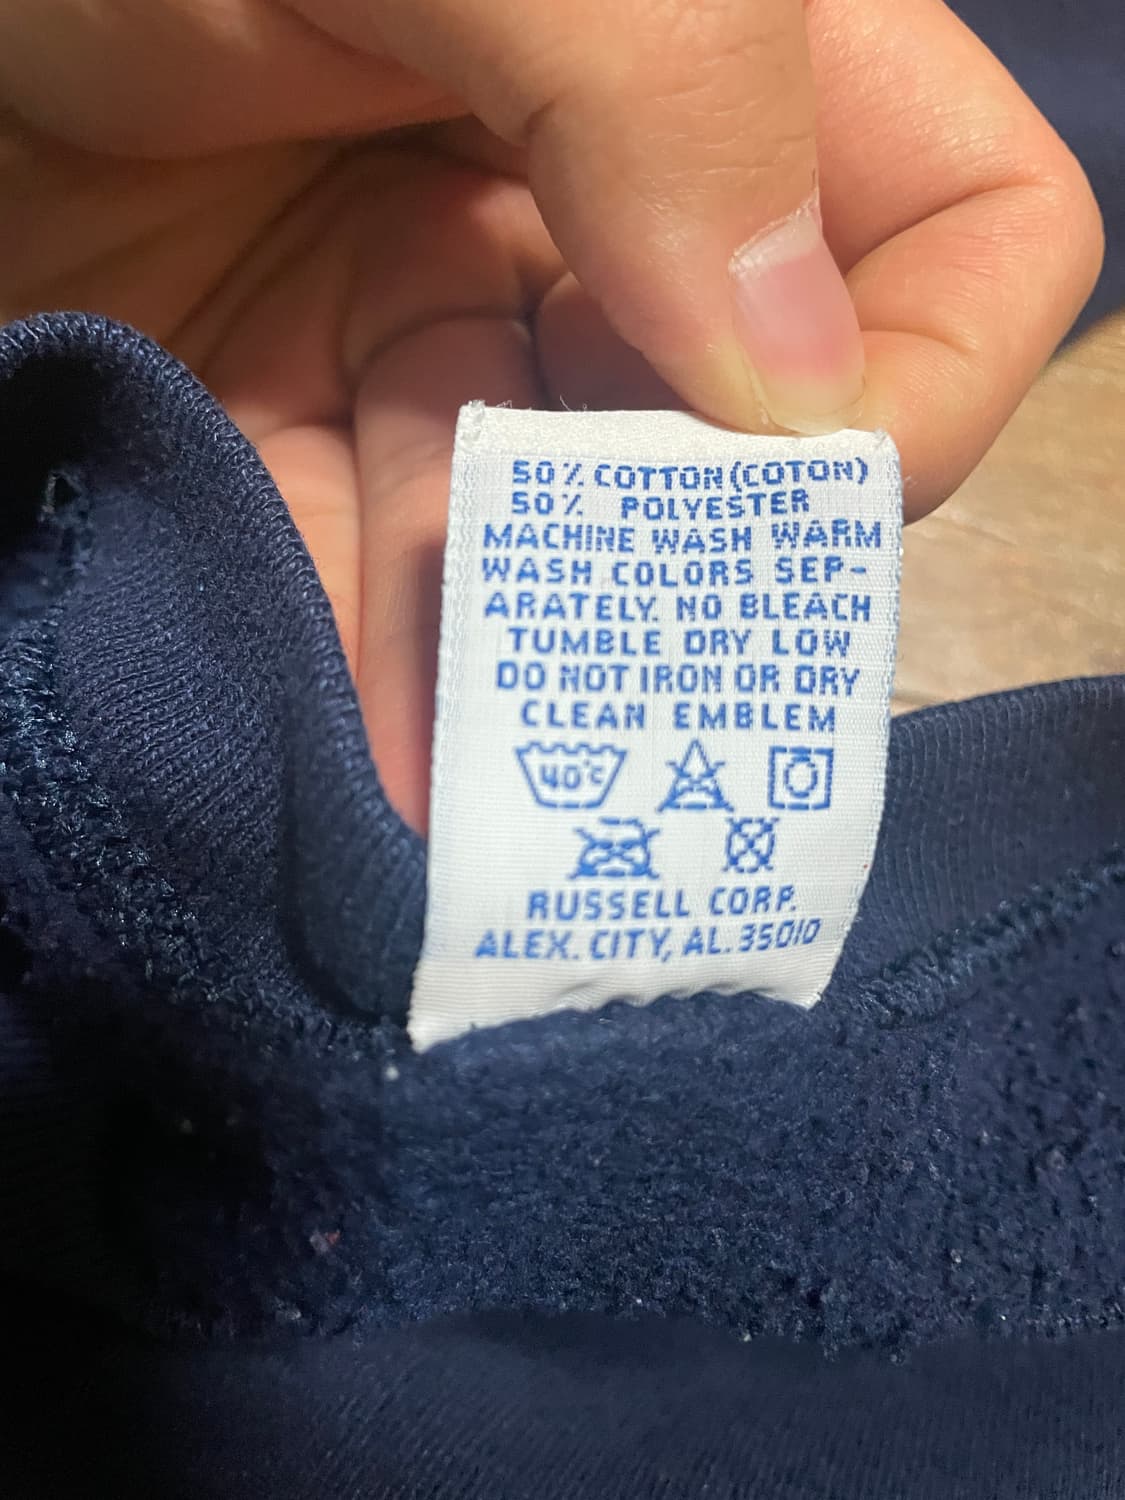 50% COTTON (COTON)
50% POLYESTER
MACHINE WASH WARM
WASH COLORS SEP-
ARATELY. NO BLEACH
TUMBLE DRY LOW
DO NOT IRON OR DRY
CLEAN EMBLEM
40°C
RUSSELL CORP.
ALEX. CITY, AL. 35010